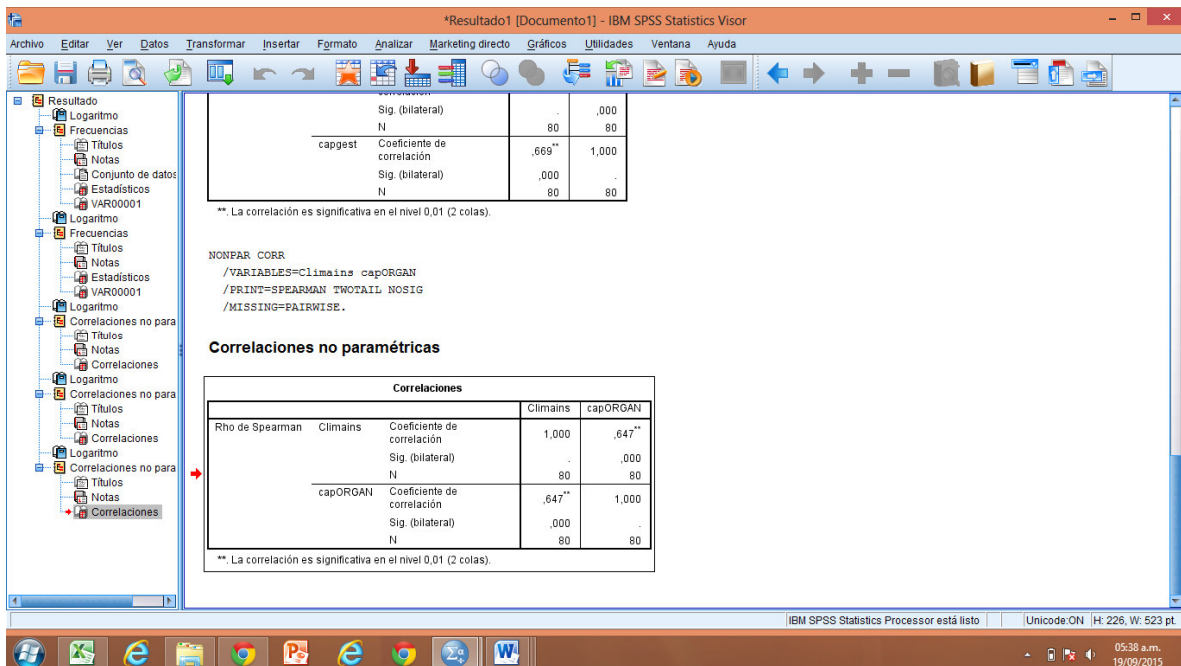 *Resultado1 [Documento1] - IBM SPSS Statistics Visor
Archivo Editar Ver Datos Transformar Insertar Formato Analizar Marketing directo Gráficos Utilidades Ventana Ayuda
Resultado
Logaritmo
Frecuencias
Títulos
Notas
Conjunto de datos
Estadísticos
VAR00001
Logaritmo
Frecuencias
Títulos
Notas
Estadísticos
VAR00001
Logaritmo
Correlaciones no para
Títulos
Notas
Correlaciones
Logaritmo
Correlaciones no para
Títulos
Notas
Correlaciones
Logaritmo
Correlaciones no para
Títulos
Notas
Correlaciones
Sig. (bilateral) . ,000
N 80 80
capgest Coeficiente de correlación ,669** 1,000
Sig. (bilateral) ,000 .
N 80 80
**. La correlación es significativa en el nivel 0,01 (2 colas).
NONPAR CORR
/VARIABLES=Climains capORGAN
/PRINT=SPEARMAN TWOTAIL NOSIG
/MISSING=PAIRWISE.
Correlaciones no paramétricas
Correlaciones
Climains capORGAN
Rho de Spearman Climains Coeficiente de correlación 1,000 ,647**
Sig. (bilateral) . ,000
N 80 80
capORGAN Coeficiente de correlación ,647** 1,000
Sig. (bilateral) ,000 .
N 80 80
**. La correlación es significativa en el nivel 0,01 (2 colas).
IBM SPSS Statistics Processor está listo Unicode:ON H: 226, W: 523 pt.
05:38 a.m.
19/09/2015